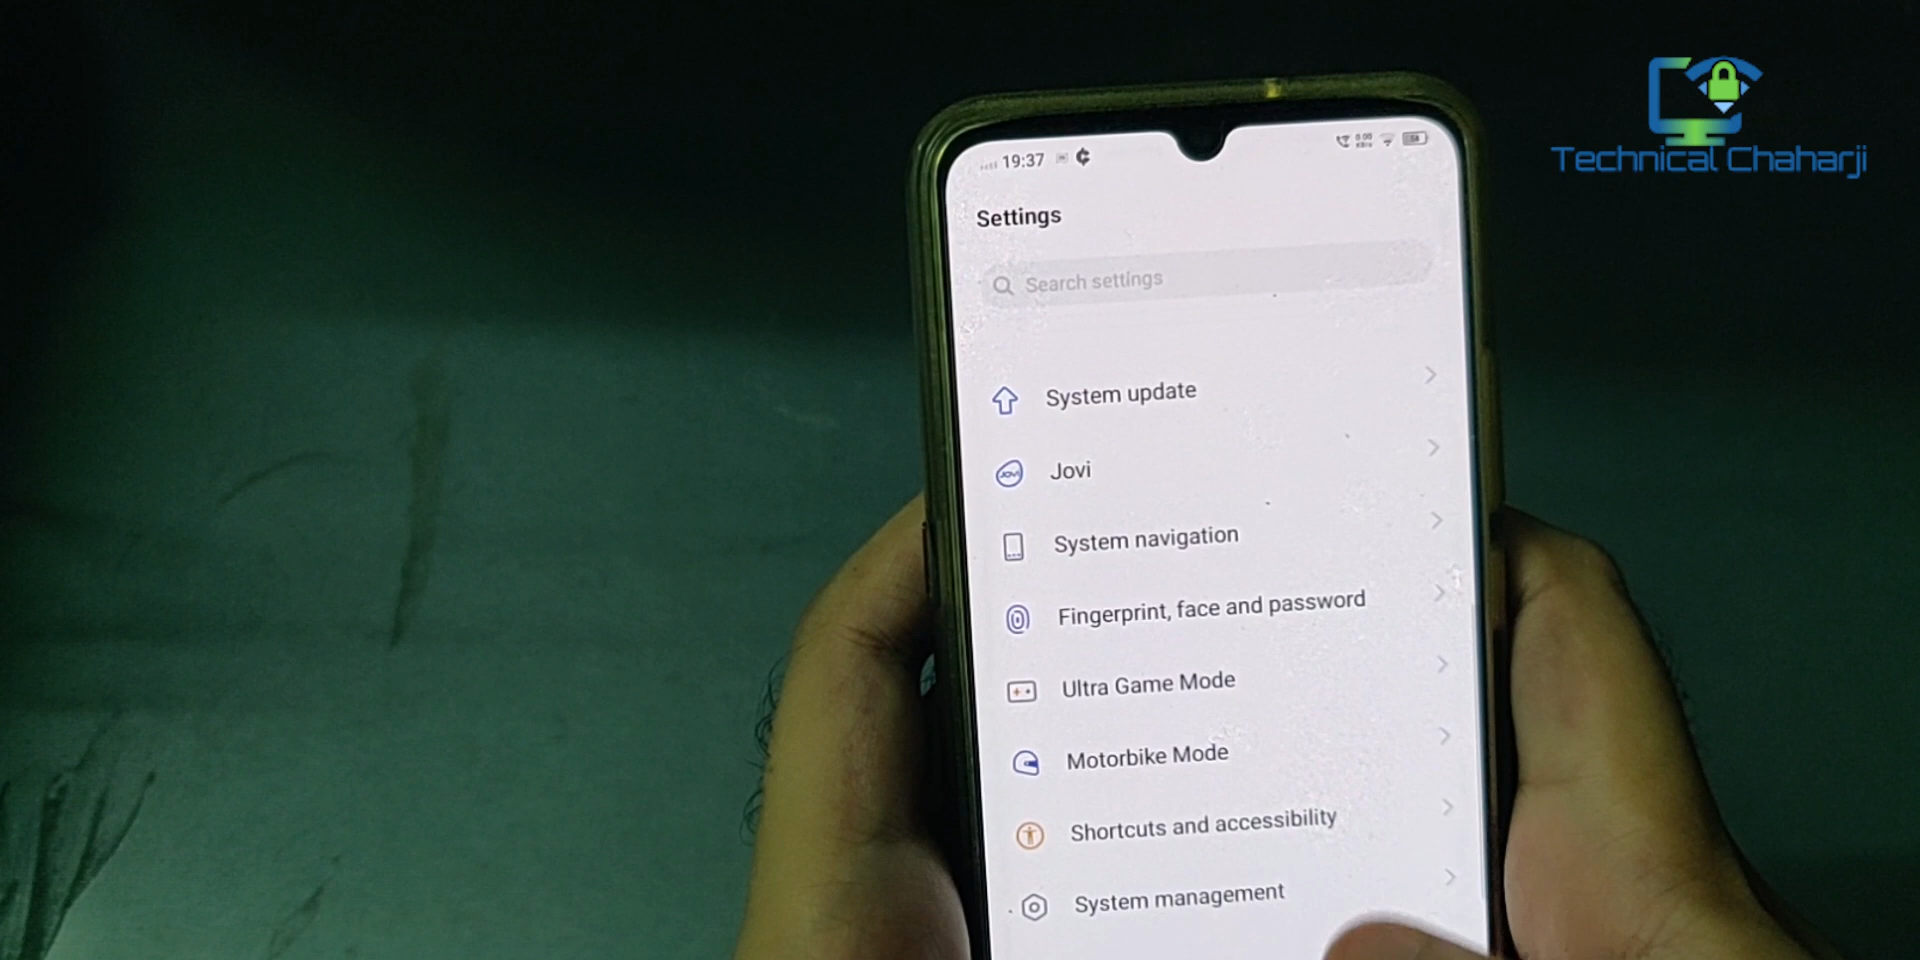 Technical Chaharji
19:37
Settings
Search settings
System update
Jovi
System navigation
Fingerprint, face and password
Ultra Game Mode
Motorbike Mode
Shortcuts and accessibility
System management